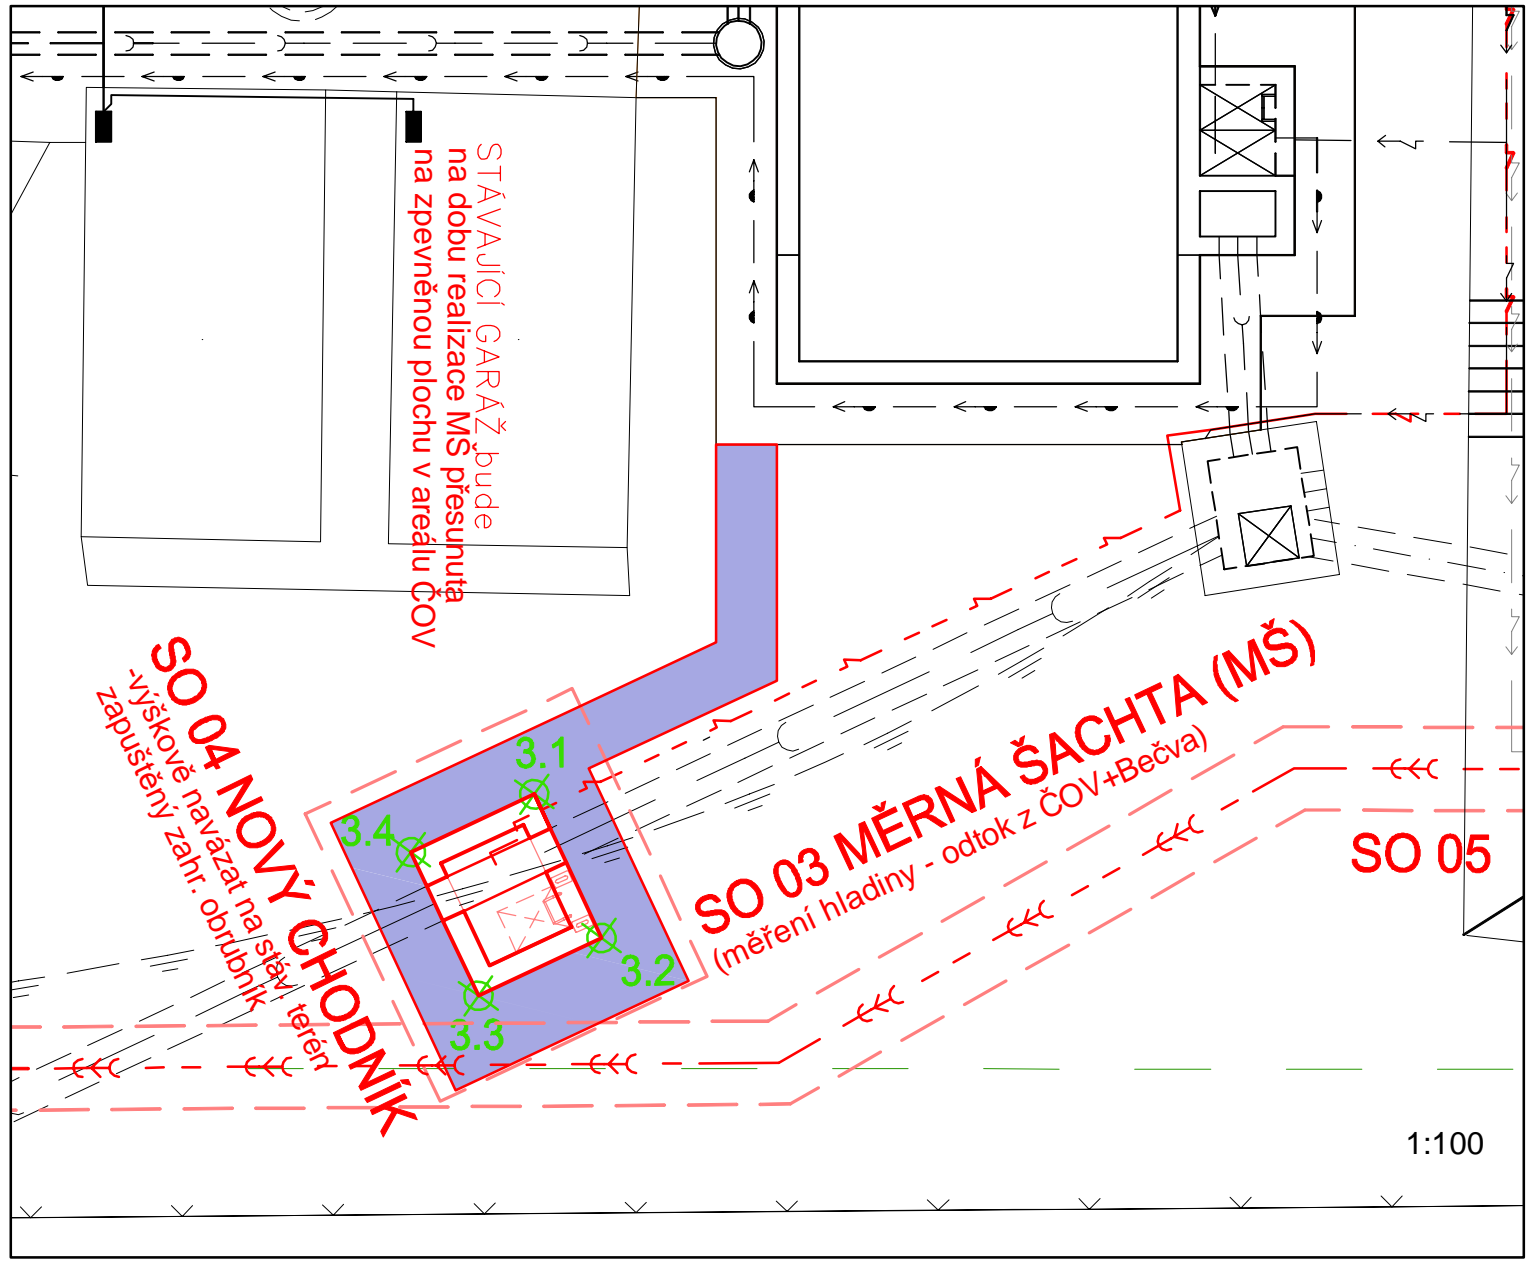 STÁVAJÍCÍ GARÁŽ bude
na dobu realizace MŠ přesunuta
na zpevněnou plochu v areálu ČOV
SO 04 NOVÝ CHODNÍK
-výškově navázat na stáv. terén
zapuštěný zahr. obrubník
3.1
3.4
3.2
3.3
SO 03 MĚRNÁ ŠACHTA (MŠ)
(měření hladiny - odtok z ČOV+Bečva)
SO 05
1:100